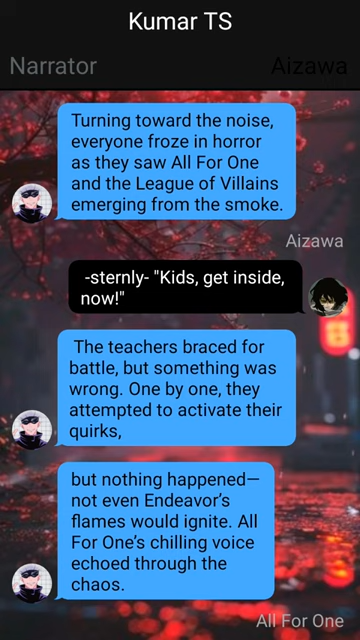 Kumar TS
Narrator
Aizawa
Turning toward the noise,
everyone froze in horror
as they saw All For One
and the League of Villains
emerging from the smoke.
Aizawa
-sternly- "Kids, get inside,
now!"
The teachers braced for
battle, but something was
wrong. One by one, they
attempted to activate their
quirks,
but nothing happened—
not even Endeavor's
flames would ignite. All
For One's chilling voice
echoed through the
chaos.
All For One